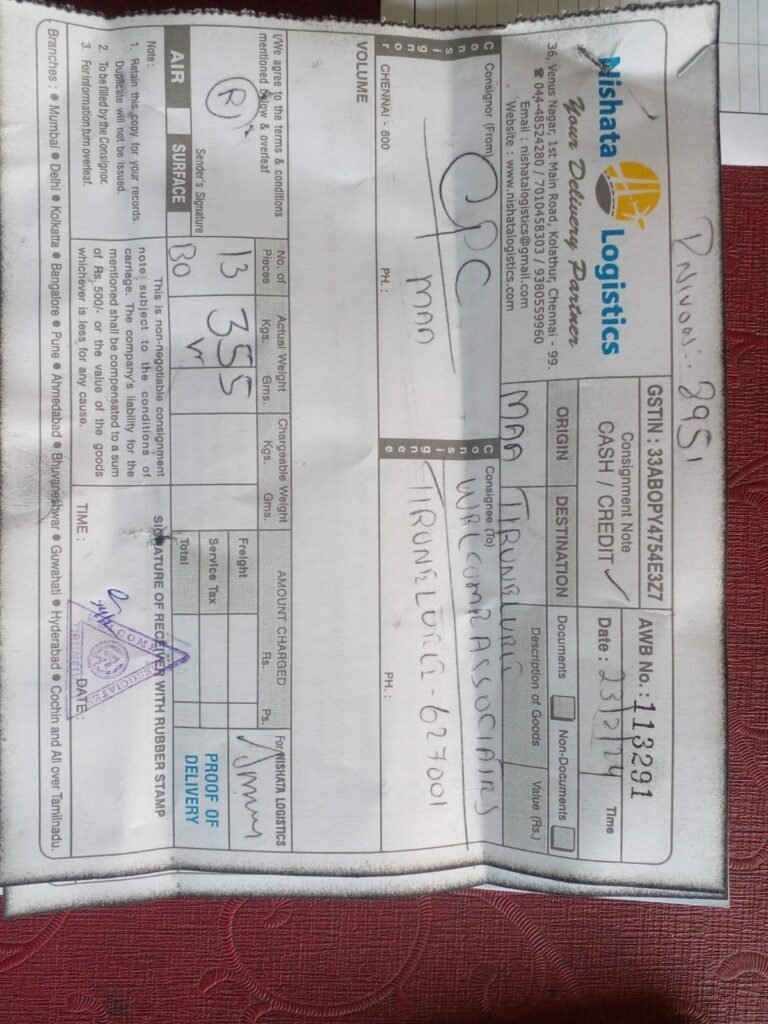 Nishata Logistics
Your Delivery Partner
36, Venus Nagar, 1st Main Road, Kolathur, Chennai - 99.
☎ 044-48524280 / 7010458303 / 9380559960
Email : nishatalogistics@gmail.com
Website : www.nishatalogistics.com
8951
GSTIN : 33ABOPY4754E3Z7
Consignment Note
CASH / CREDIT ✓
AWB No. : 113291
Date : 23/2/24
Time
ORIGIN
DESTINATION
MAA
TIRUNELVELI
Documents
Non-Documents
Description of Goods
Value (Rs.)
Consignor
Consignor (From)
CPC
MAA
CHENNAI - 600
PH. :
Consignee
Consignee (To)
WELCOME ASSOCIATES
TIRUNELVELI - 627001
PH. :
VOLUME
I/We agree to the terms & conditions
mentioned below & overleaf
Sender's Signature
AIR
SURFACE
No. of Pieces
Actual Weight
Kgs. Gms.
Chargeable Weight
Kgs. Gms.
AMOUNT CHARGED
Rs. Ps.
13
355
Freight
Service Tax
Total
For NISHATA LOGISTICS
PROOF OF
DELIVERY
Note :
1. Retain this copy for your records.
Duplicate will not be issued.
2. To be filled by the Consignor.
3. For information turn overleaf.
This is non-negotiable consignment
note subject to the conditions of
carriage. The company's liability for the
mentioned shall be compensated to a sum
of Rs. 500/- or the value of the goods
whichever is less for any cause.
SIGNATURE OF RECEIVER WITH RUBBER STAMP
TIME :
DATE :
Branches : ● Mumbai ● Delhi ● Kolkatta ● Bangalore ● Pune ● Ahmedabad ● Bhuvaneshwar ● Guwahati ● Hyderabad ● Cochin and All over Tamilnadu.